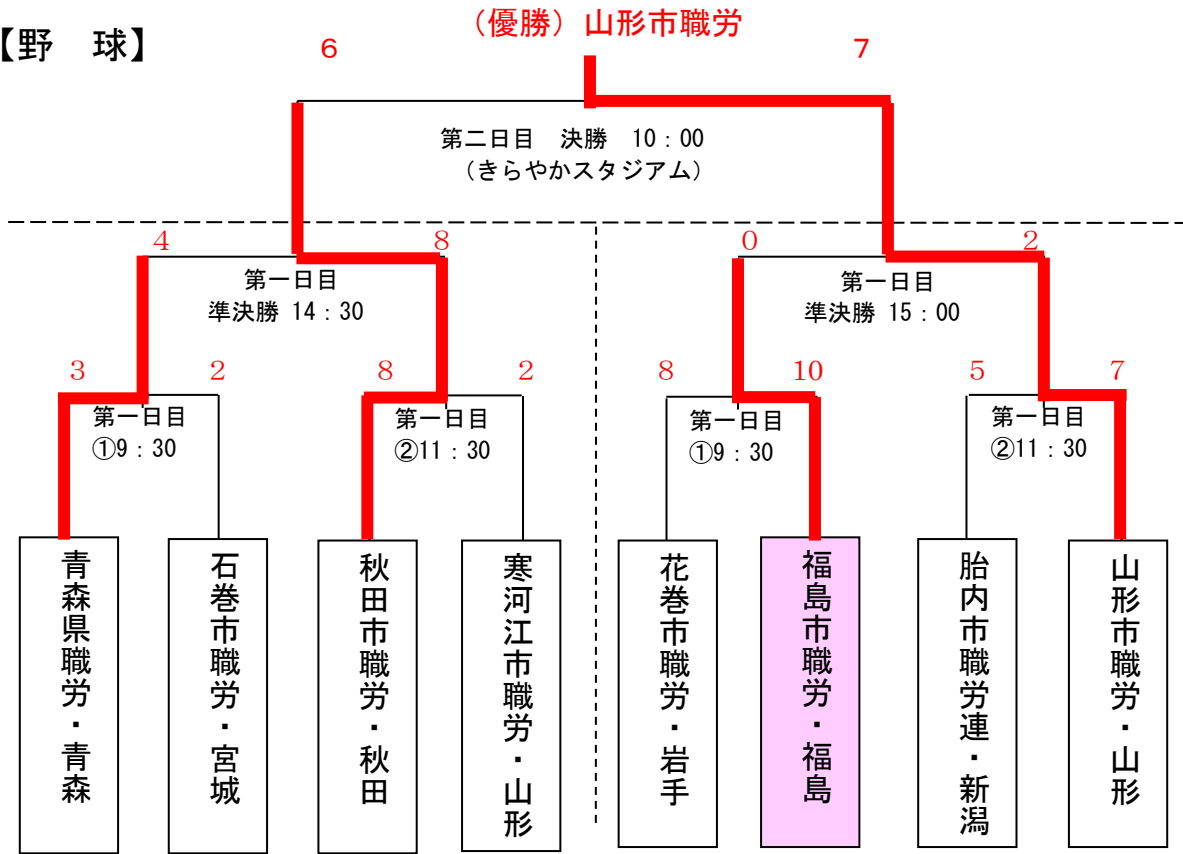 (優勝) 山形市職労
【野　球】
6
7
第二日目　決勝　10：00
（きらやかスタジアム）
4
8
0
2
第一日目
準決勝 14：30
第一日目
準決勝 15：00
3
2
8
2
8
10
5
7
第一日目
①9：30
第一日目
②11：30
第一日目
①9：30
第一日目
②11：30
青森県職労・青森
石巻市職労・宮城
秋田市職労・秋田
寒河江市職労・山形
花巻市職労・岩手
福島市職労・福島
胎内市職労連・新潟
山形市職労・山形